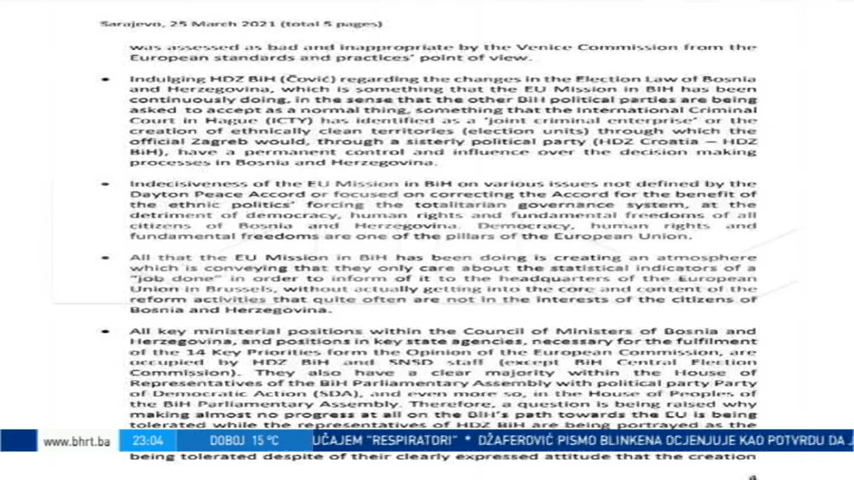 Sarajevo, 25 March 2021 (total 5 pages)
was assessed as bad and inappropriate by the Venice Commission from the
European standards and practices' point of view.
• Indulging HDZ BiH (Čović) regarding the changes in the Election Law of Bosnia
and Herzegovina, which is something that the EU Mission in BiH has been
continuously doing, in the sense that the other BiH political parties are being
asked to accept as a normal thing, something that the International Criminal
Court in Hague (ICTY) has identified as a 'joint criminal enterprise' or the
creation of ethnically clean territories (election units) through which the
official Zagreb would, through a sisterly political party (HDZ Croatia – HDZ
BiH), have a permanent control and influence over the decision making
processes in Bosnia and Herzegovina.
• Indecisiveness of the EU Mission in BiH on various issues not defined by the
Dayton Peace Accord or focused on correcting the Accord for the benefit of
the ethnic politics' forcing the totalitarian governance system, at the
detriment of democracy, human rights and fundamental freedoms of all
citizens of Bosnia and Herzegovina. Democracy, human rights and
fundamental freedoms are one of the pillars of the European Union.
• All that the EU Mission in BiH has been doing is creating an atmosphere
which is conveying that they only care about the statistical indicators of a
"job done" in order to inform of it to the headquarters of the European
Union in Brussels, without actually getting into the core and content of the
reform activities that quite often are not in the interests of the citizens of
Bosnia and Herzegovina.
• All key ministerial positions within the Council of Ministers of Bosnia and
Herzegovina, and positions in key state agencies, necessary for the fulfilment
of the 14 Key Priorities form the Opinion of the European Commission, are
occupied by HDZ BiH and SNSD staff (except BiH Central Election
Commission). They also have a clear majority within the House of
Representatives of the BiH Parliamentary Assembly with political party Party
of Democratic Action (SDA), and even more so, in the House of Peoples of
the BiH Parliamentary Assembly. Therefore, a question is being raised why
making almost no progress at all on the BiH's path towards the EU is being
tolerated while the representatives of HDZ BiH are being portrayed as the
www.bhrt.ba 23:04 DOBOJ 15 °C UČAJEM "RESPIRATORI" * DŽAFEROVIĆ PISMO BLINKENA OCJENJUJE KAO POTVRDU DA
being tolerated despite of their clearly expressed attitude that the creation